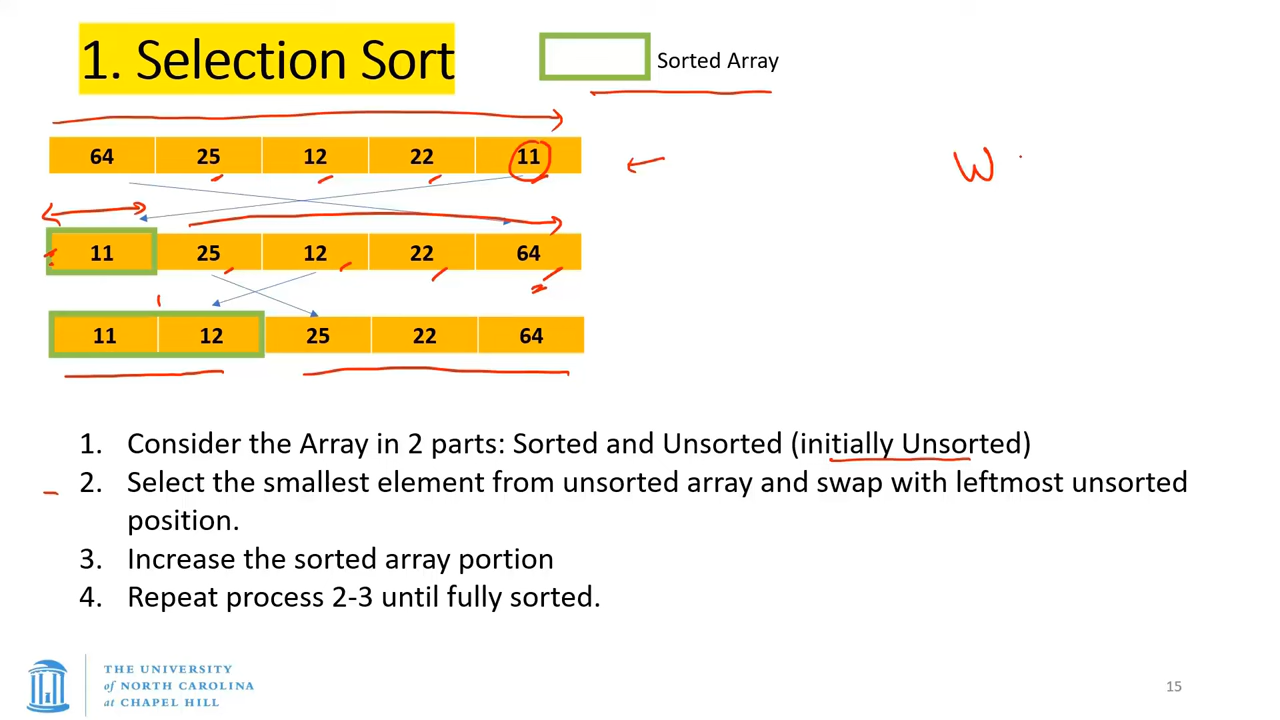 1. Selection Sort
Sorted Array
64 25 12 22 11
W
11 25 12 22 64
11 12 25 22 64
1. Consider the Array in 2 parts: Sorted and Unsorted (initially Unsorted)
2. Select the smallest element from unsorted array and swap with leftmost unsorted
position.
3. Increase the sorted array portion
4. Repeat process 2-3 until fully sorted.
THE UNIVERSITY
of NORTH CAROLINA
at CHAPEL HILL
15